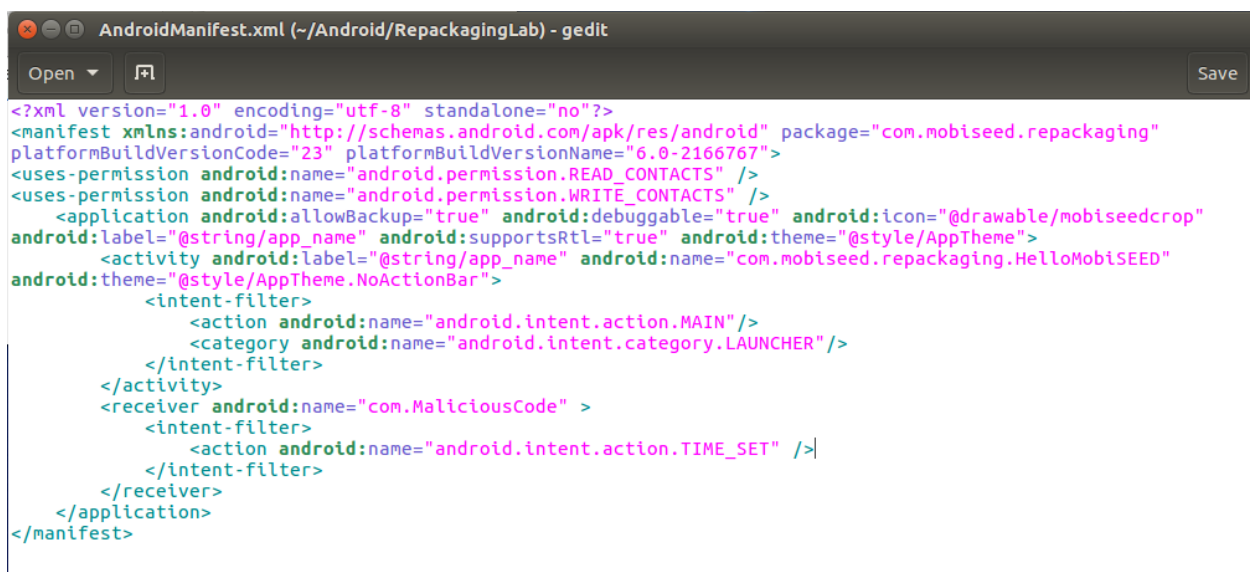 AndroidManifest.xml (~/Android/RepackagingLab) - gedit
Open Save
<?xml version="1.0" encoding="utf-8" standalone="no"?>
<manifest xmlns:android="http://schemas.android.com/apk/res/android" package="com.mobiseed.repackaging"
platformBuildVersionCode="23" platformBuildVersionName="6.0-2166767">
<uses-permission android:name="android.permission.READ_CONTACTS" />
<uses-permission android:name="android.permission.WRITE_CONTACTS" />
    <application android:allowBackup="true" android:debuggable="true" android:icon="@drawable/mobiseedcrop"
android:label="@string/app_name" android:supportsRtl="true" android:theme="@style/AppTheme">
        <activity android:label="@string/app_name" android:name="com.mobiseed.repackaging.HelloMobiSEED"
android:theme="@style/AppTheme.NoActionBar">
            <intent-filter>
                <action android:name="android.intent.action.MAIN"/>
                <category android:name="android.intent.category.LAUNCHER"/>
            </intent-filter>
        </activity>
        <receiver android:name="com.MaliciousCode" >
            <intent-filter>
                <action android:name="android.intent.action.TIME_SET" />
            </intent-filter>
        </receiver>
    </application>
</manifest>